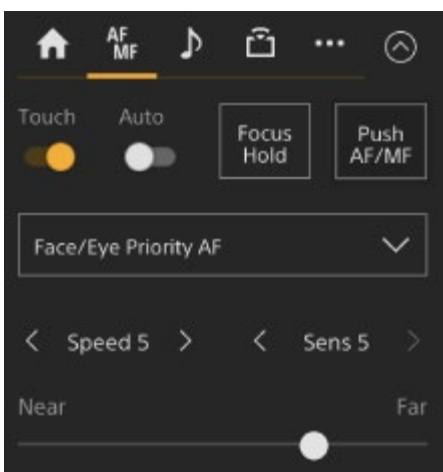 AF
MF
Touch Auto
Focus
Hold
Push
AF/MF
Face/Eye Priority AF
Speed 5 Sens 5
Near Far